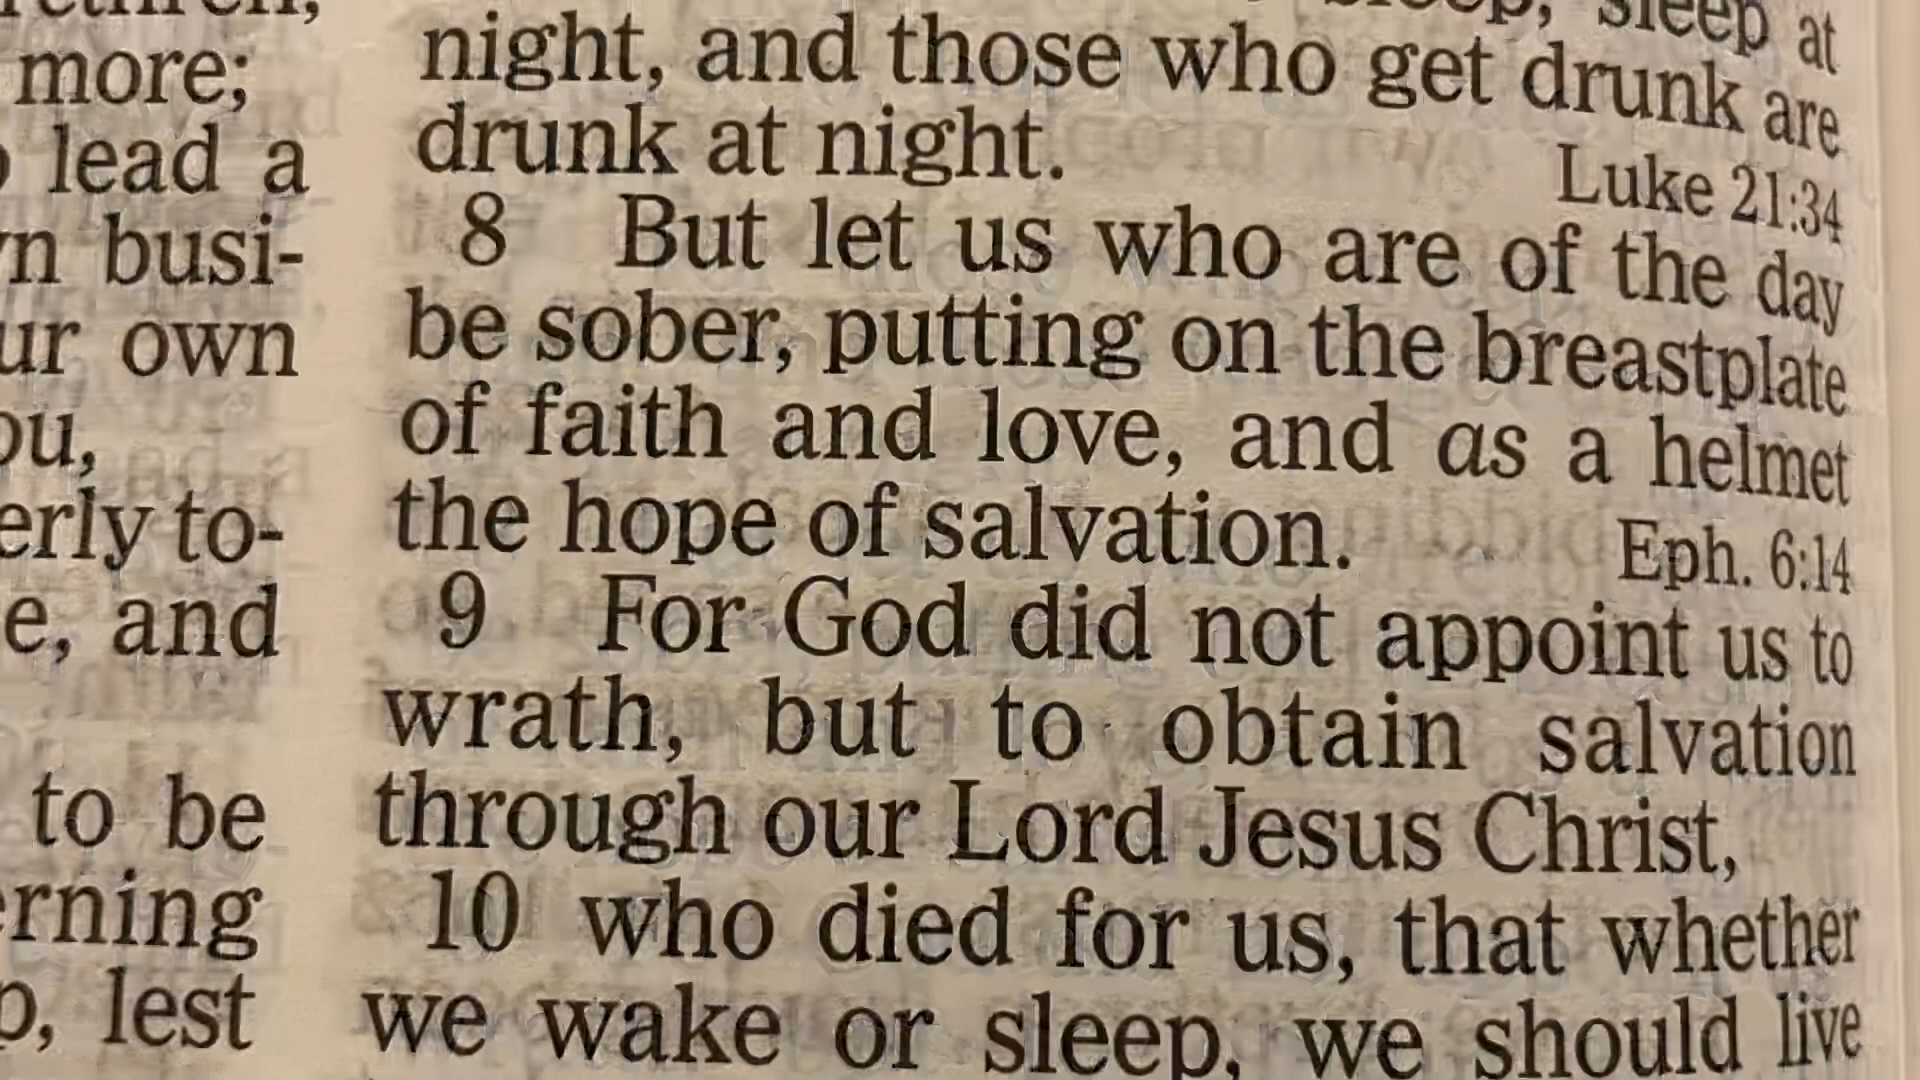 more;
lead a
busi-
own
erly to-
e, and
to be
lest
sleep at
night, and those who get drunk are
drunk at night.
Luke 21:34
8 But let us who are of the day
be sober, putting on the breastplate
of faith and love, and as a helmet
the hope of salvation.
Eph. 6:14
9 For God did not appoint us to
wrath, but to obtain salvation
through our Lord Jesus Christ,
10 who died for us, that whether
we wake or sleep, we should live